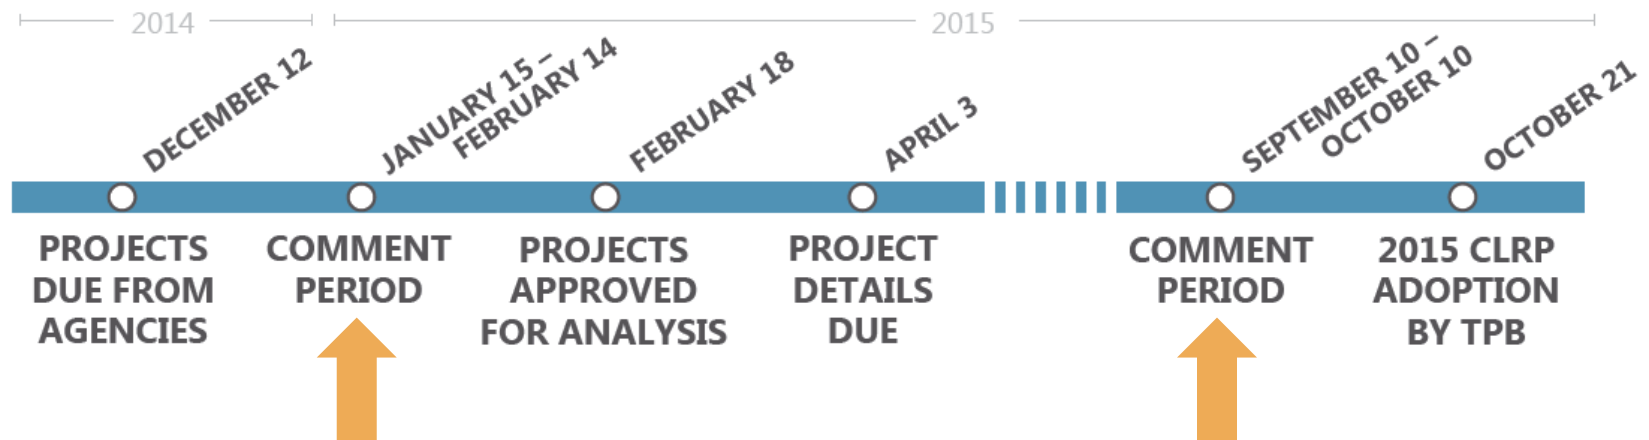 2014
2015
DECEMBER 12
JANUARY 15 –
FEBRUARY 14
FEBRUARY 18
APRIL 3
SEPTEMBER 10 –
OCTOBER 10
OCTOBER 21
PROJECTS
DUE FROM
AGENCIES
COMMENT
PERIOD
PROJECTS
APPROVED
FOR ANALYSIS
PROJECT
DETAILS
DUE
COMMENT
PERIOD
2015 CLRP
ADOPTION
BY TPB